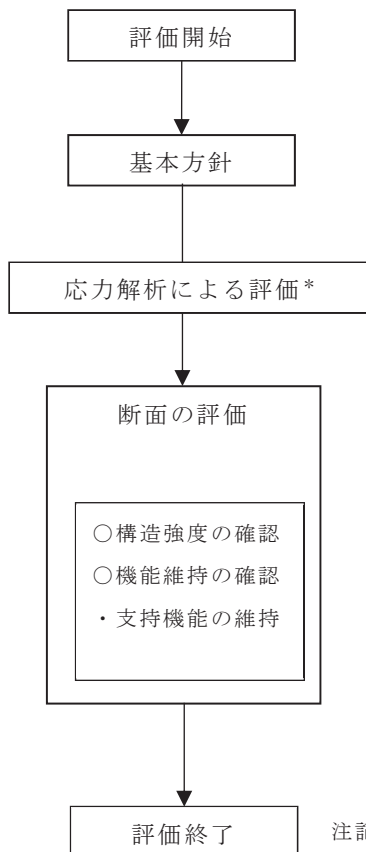 評価開始
基本方針
応力解析による評価*
断面の評価
○構造強度の確認
○機能維持の確認
・支持機能の維持
評価終了
注記